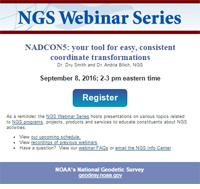 NGS Webinar Series
NADCON5: your tool for easy, consistent
coordinate transformations
Dr. Dru Smith and Dr. Andria Bilich, NGS
September 8, 2016; 2-3 pm eastern time
Register
As a reminder, the NGS Webinar Series hosts presentations on various topics related
to NGS programs, projects, products and services to educate constituents about NGS
activities.
View our upcoming schedule.
View recordings of previous webinars.
Have a question? View our webinar FAQs or email the NGS Info Center
NOAA's National Geodetic Survey
geodesy.noaa.gov